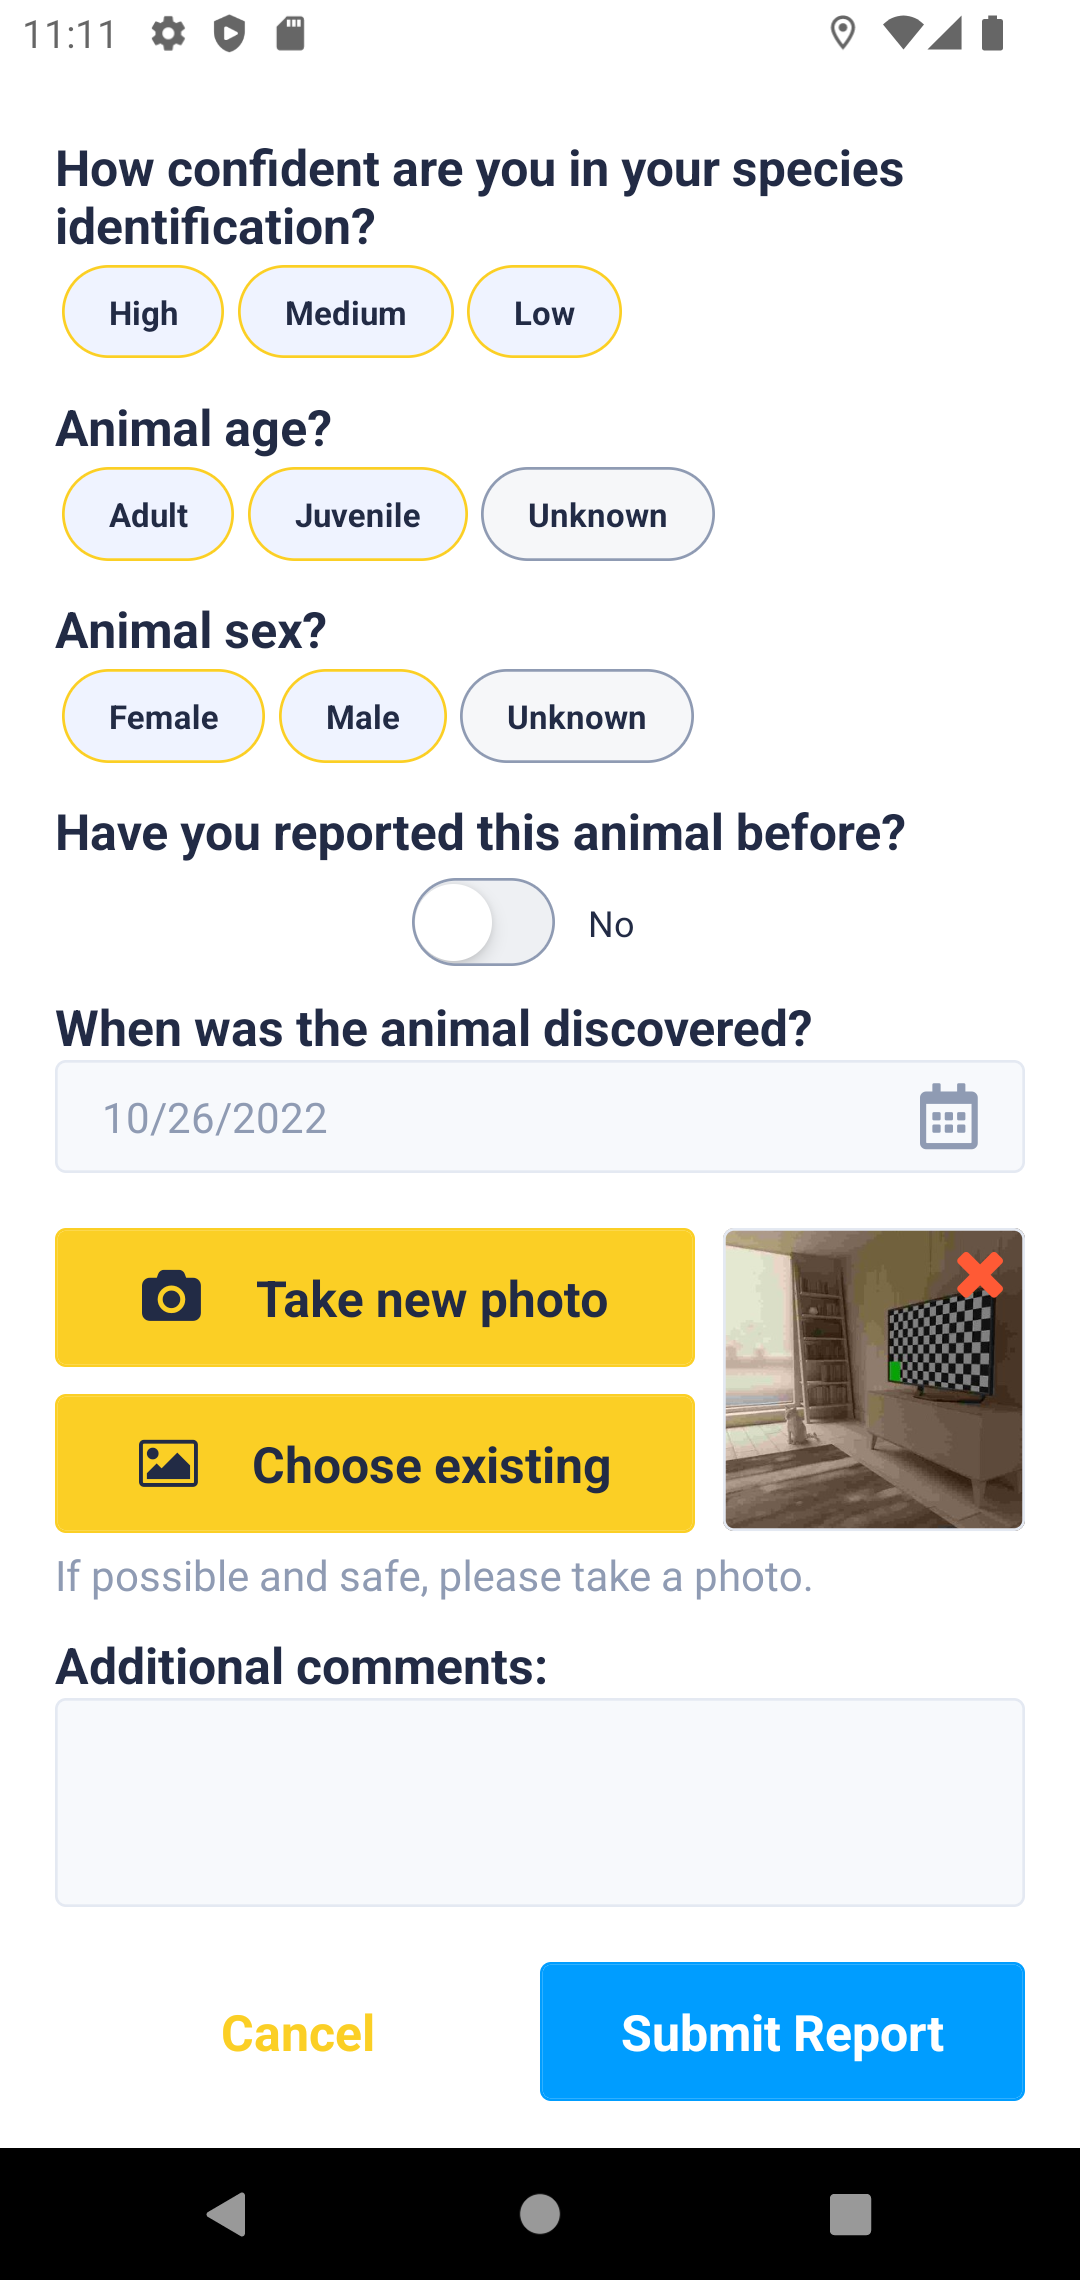 11:11
How confident are you in your species
identification?
High
Medium
Low
Animal age?
Adult
Juvenile
Unknown
Animal sex?
Female
Male
Unknown
Have you reported this animal before?
No
When was the animal discovered?
10/26/2022
Take new photo
Choose existing
If possible and safe, please take a photo.
Additional comments:
Cancel
Submit Report